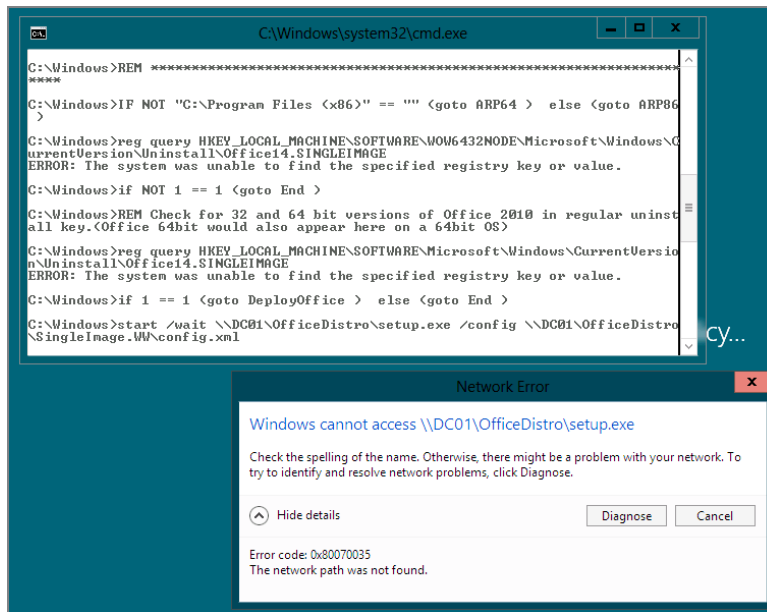 C:\Windows\system32\cmd.exe
C:\Windows>REM *******************************************************************
****
C:\Windows>IF NOT "C:\Program Files (x86)" == "" (goto ARP64 )  else (goto ARP86
 )
C:\Windows>reg query HKEY_LOCAL_MACHINE\SOFTWARE\WOW6432NODE\Microsoft\Windows\C
urrentVersion\Uninstall\Office14.SINGLEIMAGE
ERROR: The system was unable to find the specified registry key or value.
C:\Windows>if NOT 1 == 1 (goto End )
C:\Windows>REM Check for 32 and 64 bit versions of Office 2010 in regular uninst
all key.(Office 64bit would also appear here on a 64bit OS)
C:\Windows>reg query HKEY_LOCAL_MACHINE\SOFTWARE\Microsoft\Windows\CurrentVersio
n\Uninstall\Office14.SINGLEIMAGE
ERROR: The system was unable to find the specified registry key or value.
C:\Windows>if 1 == 1 (goto DeployOffice )  else (goto End )
C:\Windows>start /wait \\DC01\OfficeDistro\setup.exe /config \\DC01\OfficeDistro
\SingleImage.WW\config.xml
cy...
Network Error
Windows cannot access \\DC01\OfficeDistro\setup.exe
Check the spelling of the name. Otherwise, there might be a problem with your network. To
try to identify and resolve network problems, click Diagnose.
Hide details
Diagnose
Cancel
Error code: 0x80070035
The network path was not found.